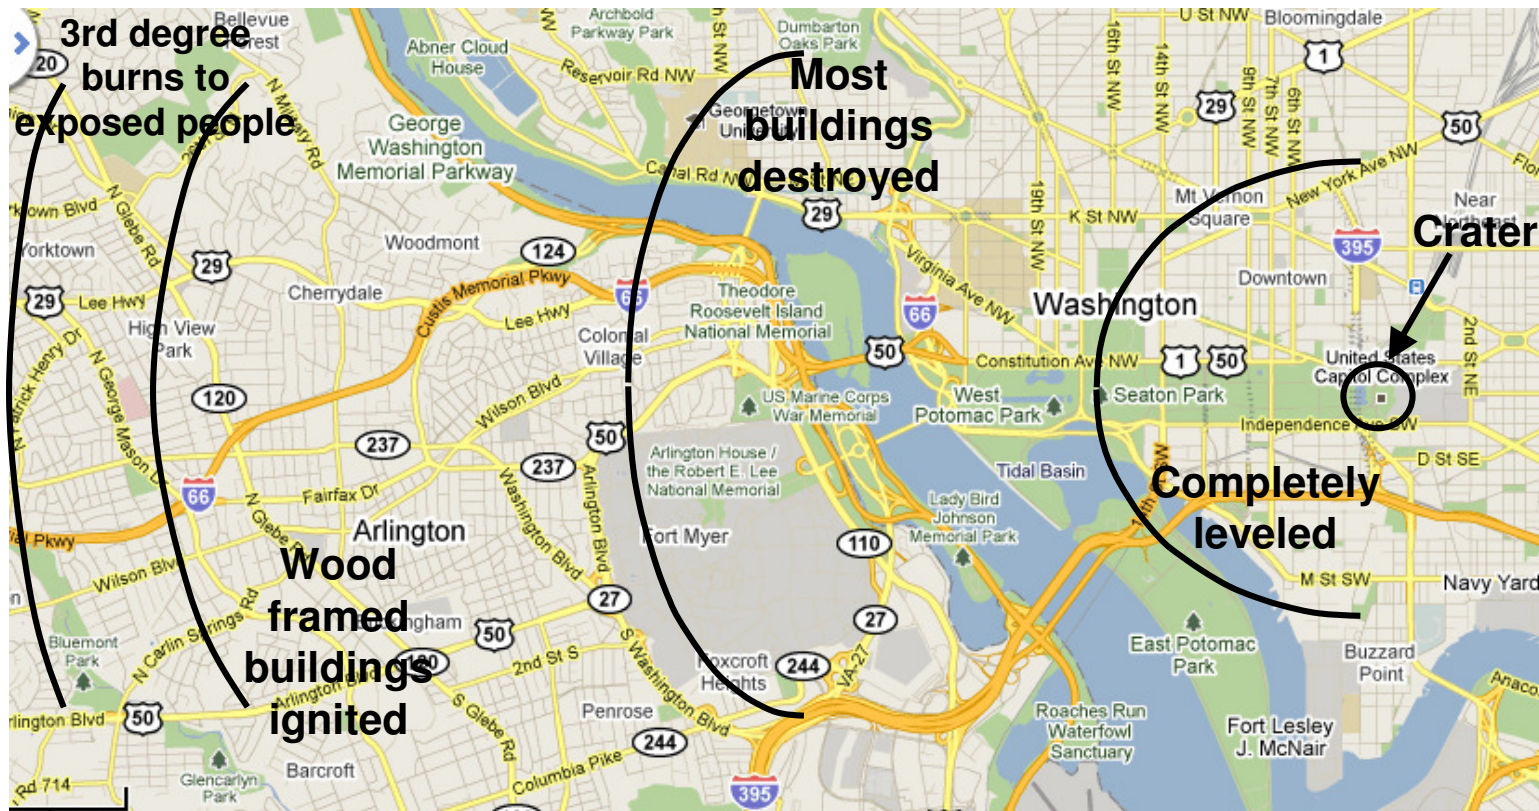 3rd degree
burns to
exposed people
Most
buildings
destroyed
Crater
Completely
leveled
Wood
framed
buildings
ignited
Bellevue
Forest
Abner Cloud
House
Archbold
Parkway Park
Dumbarton
Oaks Park
U St NW
Bloomingdale
1
20
Reservoir Rd NW
16th St NW
14th St NW
9th St NW
7th St NW
6th St NW
29
50
N Military Rd
George
Washington
Memorial Parkway
Georgetown
University
Canal Rd NW
29
New York Ave NW
Mt Vernon
Square
Near
Northeast
K St NW
19th St NW
N Glebe Rd
Yorktown
Woodmont
124
29
395
Virginia Ave NW
Downtown
29
Lee Hwy
Cherrydale
Custis Memorial Pkwy
66
Lee Hwy
Theodore
Roosevelt Island
National Memorial
66
Washington
High View
Park
Colonial
Village
50
Constitution Ave NW
1
50
United States
Capitol Complex
2nd St NE
N George Mason Dr
120
Wilson Blvd
US Marine Corps
War Memorial
West
Potomac Park
Seaton Park
Independence Ave SW
237
50
237
Arlington House /
the Robert E. Lee
National Memorial
Tidal Basin
D St SE
66
Fairfax Dr
Washington Blvd
Arlington Blvd
Lady Bird
Johnson
Memorial Park
N Glebe Rd
Arlington
Fort Myer
110
Wilson Blvd
M St SW
Navy Yard
27
27
N Carlin Springs Rd
50
East Potomac
Park
Buzzard
Point
Bluemont
Park
2nd St S
S Washington Blvd
Foxcroft
Heights
244
VA-27
Arlington Blvd
50
S Glebe Rd
Penrose
244
Roaches Run
Waterfowl
Sanctuary
Fort Lesley
J. McNair
Rd 714
Glencarlyn
Park
Barcroft
Columbia Pike
395